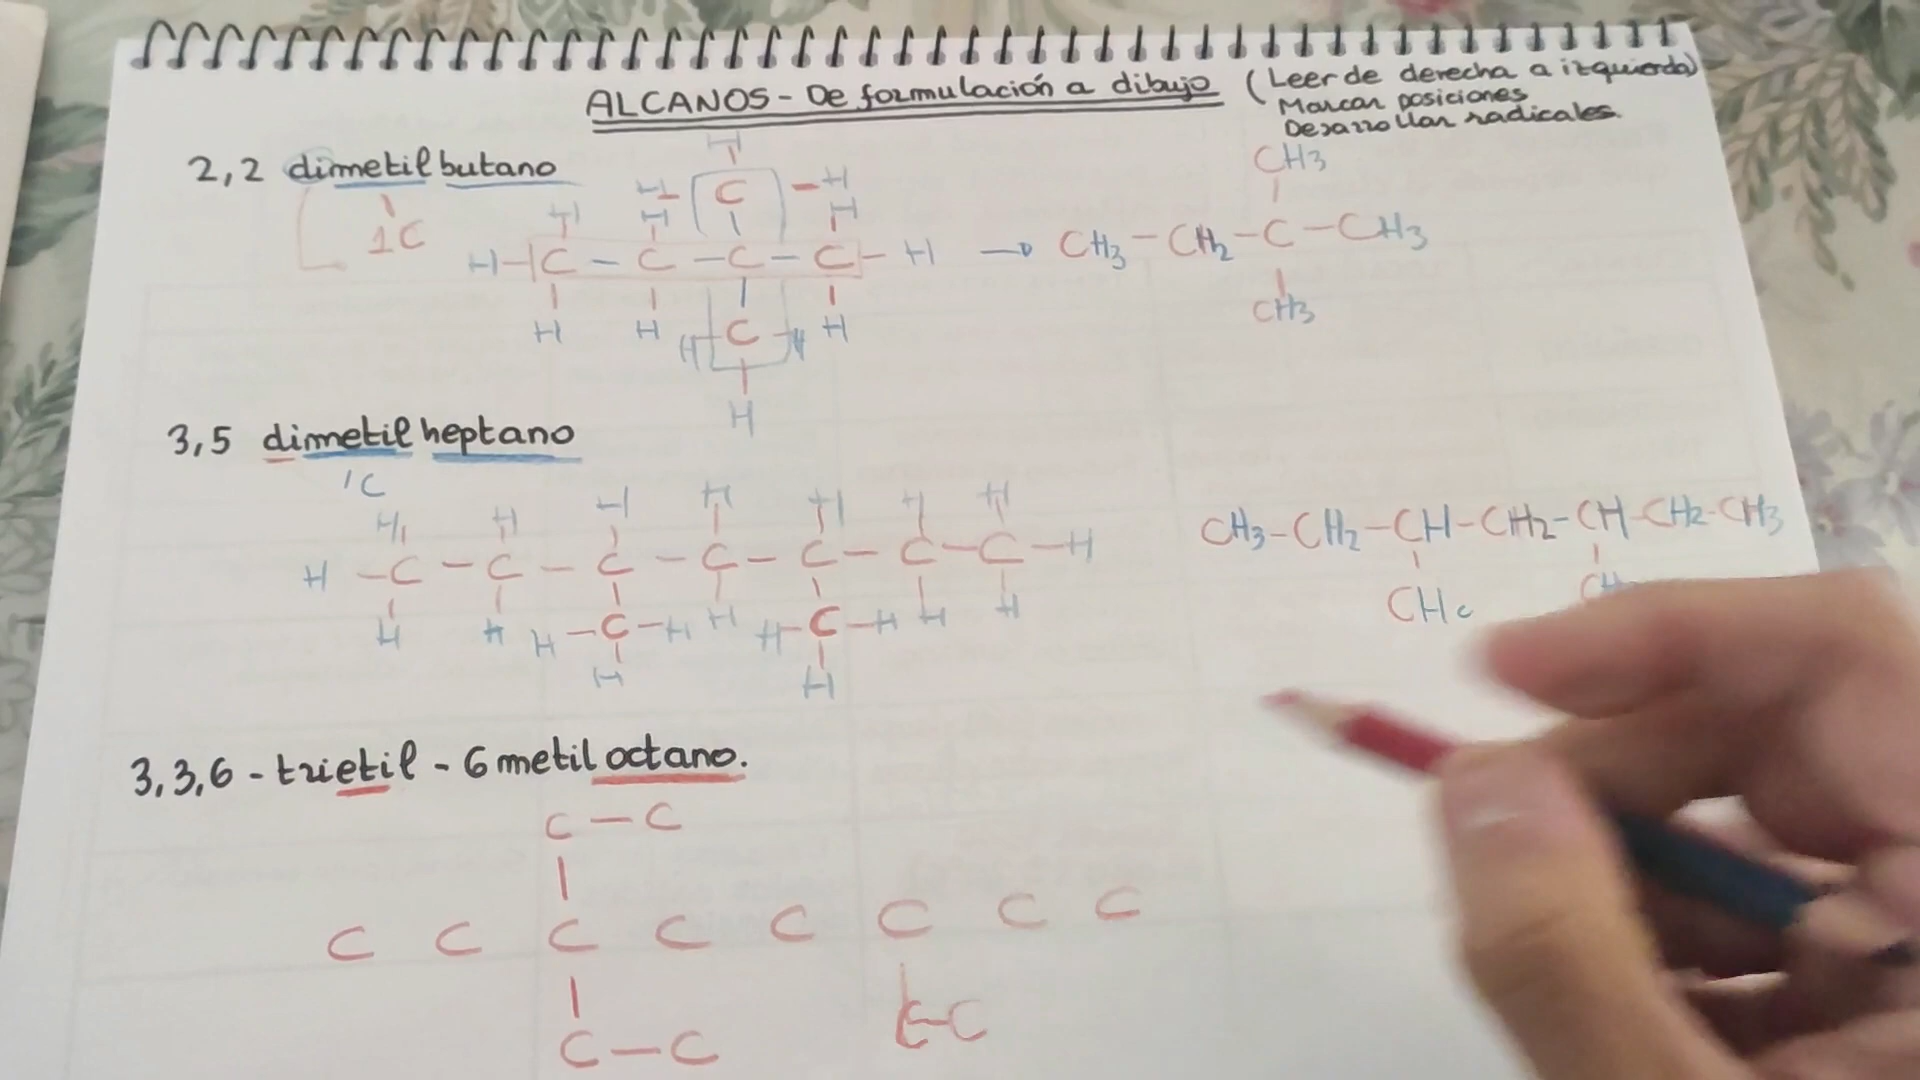 ALCANOS - De formulación a dibujo (Leer de derecha a izquierda)
Marcar posiciones
Desarrollar radicales.
2,2 dimetil butano
1C
H
H - C - H
H H H
H - C - C - C - C - H
H H H
H C H
H
→ CH3 - CH2 - C - CH3
CH3
CH3
3,5 dimetil heptano
1C
H H H H H H H
H - C - C - C - C - C - C - C - H
H H H - C - H H H - C - H H H
H H
CH3 - CH2 - CH - CH2 - CH - CH2 - CH3
3,3,6 - trietil - 6 metil octano.
C - C
C C C C C C C C
C - C C - C